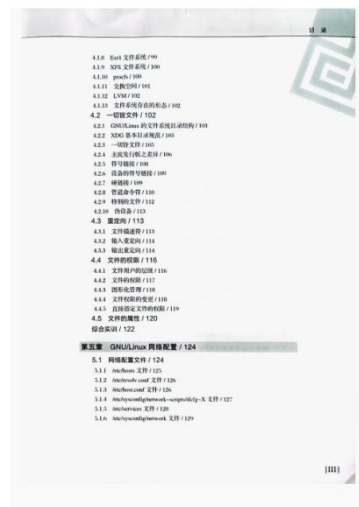 目 录
4.1.8 Ext4 文件系统 / 99
4.1.9 XFS 文件系统 / 100
4.1.10 procfs / 100
4.1.11 交换空间 / 101
4.1.12 LVM / 102
4.1.13 文件系统存在的形态 / 102
4.2 一切皆文件 / 102
4.2.1 GNU/Linux 的文件系统目录结构 / 103
4.2.2 XDG 基本目录规范 / 105
4.2.3 一切皆文件 / 105
4.2.4 主流发行版之差异 / 106
4.2.5 符号链接 / 108
4.2.6 设备的符号链接 / 109
4.2.7 硬链接 / 109
4.2.8 管道命令符 / 110
4.2.9 特别的文件 / 112
4.2.10 伪设备 / 113
4.3 重定向 / 113
4.3.1 文件描述符 / 113
4.3.2 输入重定向 / 114
4.3.3 输出重定向 / 114
4.4 文件的权限 / 116
4.4.1 文件用户的层级 / 116
4.4.2 文件的权限 / 117
4.4.3 图形化管理 / 118
4.4.4 文件权限的变更 / 118
4.4.5 直接指定文件的权限 / 119
4.5 文件的属性 / 120
综合实训 / 122
第五章 GNU/Linux 网络配置 / 124
5.1 网络配置文件 / 124
5.1.1 /etc/hosts 文件 / 125
5.1.2 /etc/resolv.conf 文件 / 126
5.1.3 /etc/host.conf 文件 / 126
5.1.4 /etc/sysconfig/network-scripts/ifcfg-X 文件 / 127
5.1.5 /etc/services 文件 / 128
5.1.6 /etc/sysconfig/network 文件 / 129
[III]